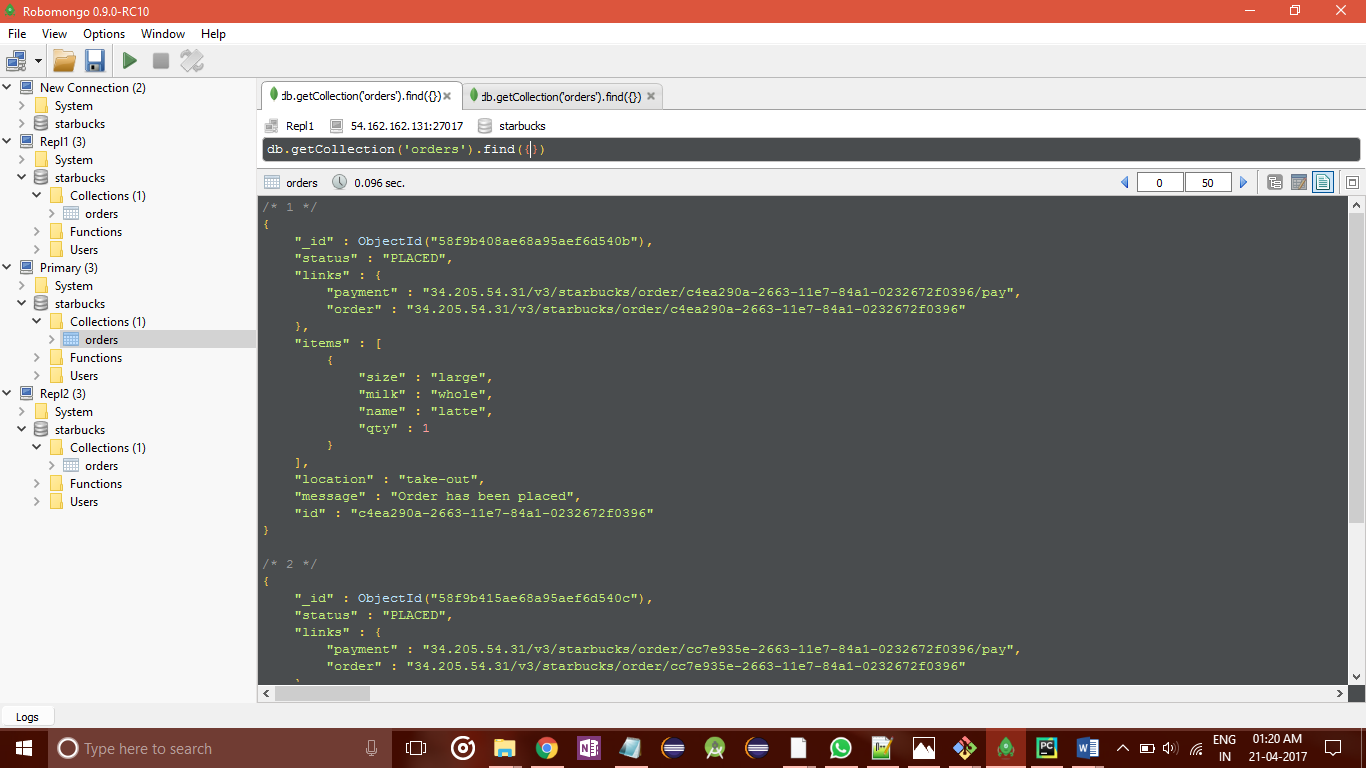 Robomongo 0.9.0-RC10
File View Options Window Help
New Connection (2)
System
starbucks
Repl1 (3)
System
starbucks
Collections (1)
orders
Functions
Users
Primary (3)
System
starbucks
Collections (1)
orders
Functions
Users
Repl2 (3)
System
starbucks
Collections (1)
orders
Functions
Users
db.getCollection('orders').find({}) db.getCollection('orders').find({})
Repl1 54.162.162.131:27017 starbucks
db.getCollection('orders').find({})
orders 0.096 sec. 0 50
/* 1 */
{
"_id" : ObjectId("58f9b408ae68a95aef6d540b"),
"status" : "PLACED",
"links" : {
"payment" : "34.205.54.31/v3/starbucks/order/c4ea290a-2663-11e7-84a1-0232672f0396/pay",
"order" : "34.205.54.31/v3/starbucks/order/c4ea290a-2663-11e7-84a1-0232672f0396"
},
"items" : [
{
"size" : "large",
"milk" : "whole",
"name" : "latte",
"qty" : 1
}
],
"location" : "take-out",
"message" : "Order has been placed",
"id" : "c4ea290a-2663-11e7-84a1-0232672f0396"
}
/* 2 */
{
"_id" : ObjectId("58f9b415ae68a95aef6d540c"),
"status" : "PLACED",
"links" : {
"payment" : "34.205.54.31/v3/starbucks/order/cc7e935e-2663-11e7-84a1-0232672f0396/pay",
"order" : "34.205.54.31/v3/starbucks/order/cc7e935e-2663-11e7-84a1-0232672f0396"
Logs
Type here to search
ENG 01:20 AM
IN 21-04-2017